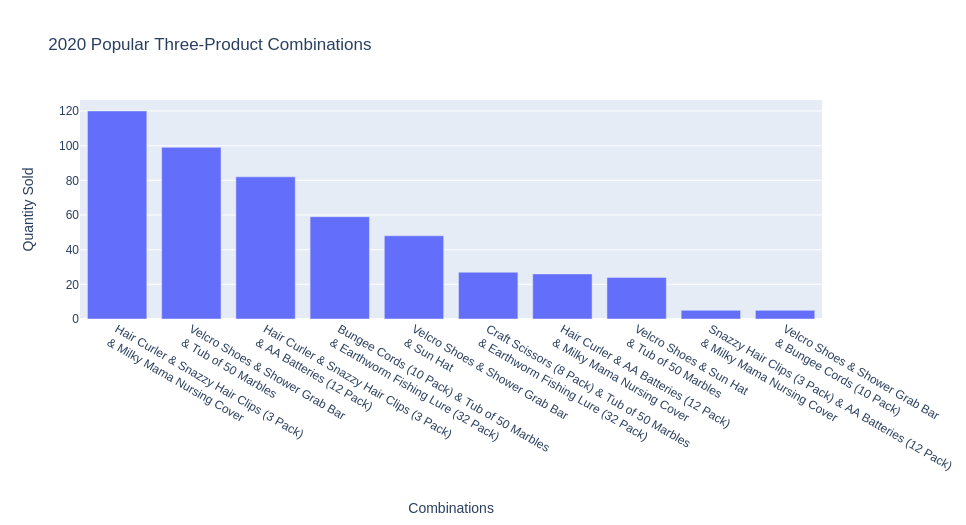 2020 Popular Three-Product Combinations
Quantity Sold
120
100
80
60
40
20
0
Hair Curler & Snazzy Hair Clips (3 Pack)
& Milky Mama Nursing Cover
Velcro Shoes & Shower Grab Bar
& Tub of 50 Marbles
Hair Curler & Snazzy Hair Clips (3 Pack)
& AA Batteries (12 Pack)
Bungee Cords (10 Pack) & Tub of 50 Marbles
& Earthworm Fishing Lure (32 Pack)
Velcro Shoes & Shower Grab Bar
& Sun Hat
Craft Scissors (8 Pack) & Tub of 50 Marbles
& Earthworm Fishing Lure (32 Pack)
Hair Curler & AA Batteries (12 Pack)
& Milky Mama Nursing Cover
Velcro Shoes & Sun Hat
& Tub of 50 Marbles
Snazzy Hair Clips (3 Pack) & AA Batteries (12 Pack)
& Milky Mama Nursing Cover
Velcro Shoes & Shower Grab Bar
& Bungee Cords (10 Pack)
Combinations